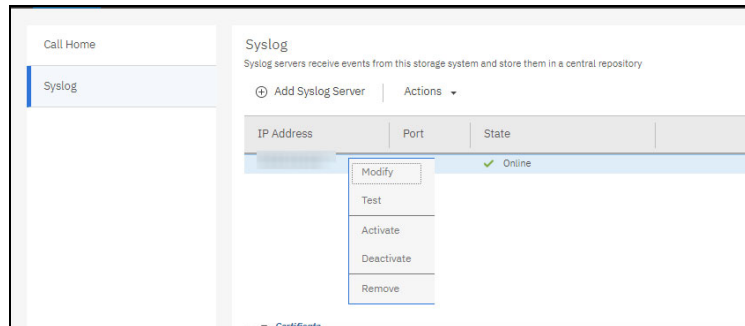 Call Home
Syslog
Syslog
Syslog servers receive events from this storage system and store them in a central repository
Add Syslog Server
Actions
IP Address
Port
State
Online
Modify
Test
Activate
Deactivate
Remove
Certificate